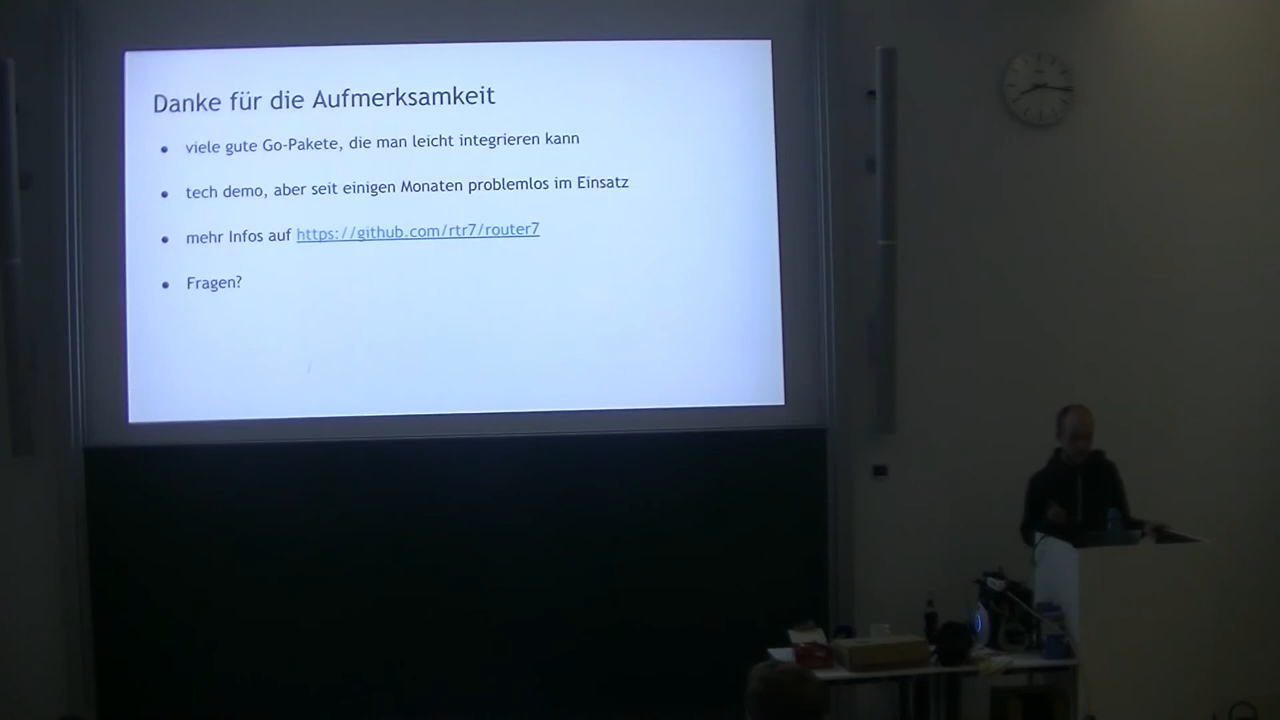 Danke für die Aufmerksamkeit
viele gute Go-Pakete, die man leicht integrieren kann
tech demo, aber seit einigen Monaten problemlos im Einsatz
mehr Infos auf https://github.com/rtr7/router7
Fragen?